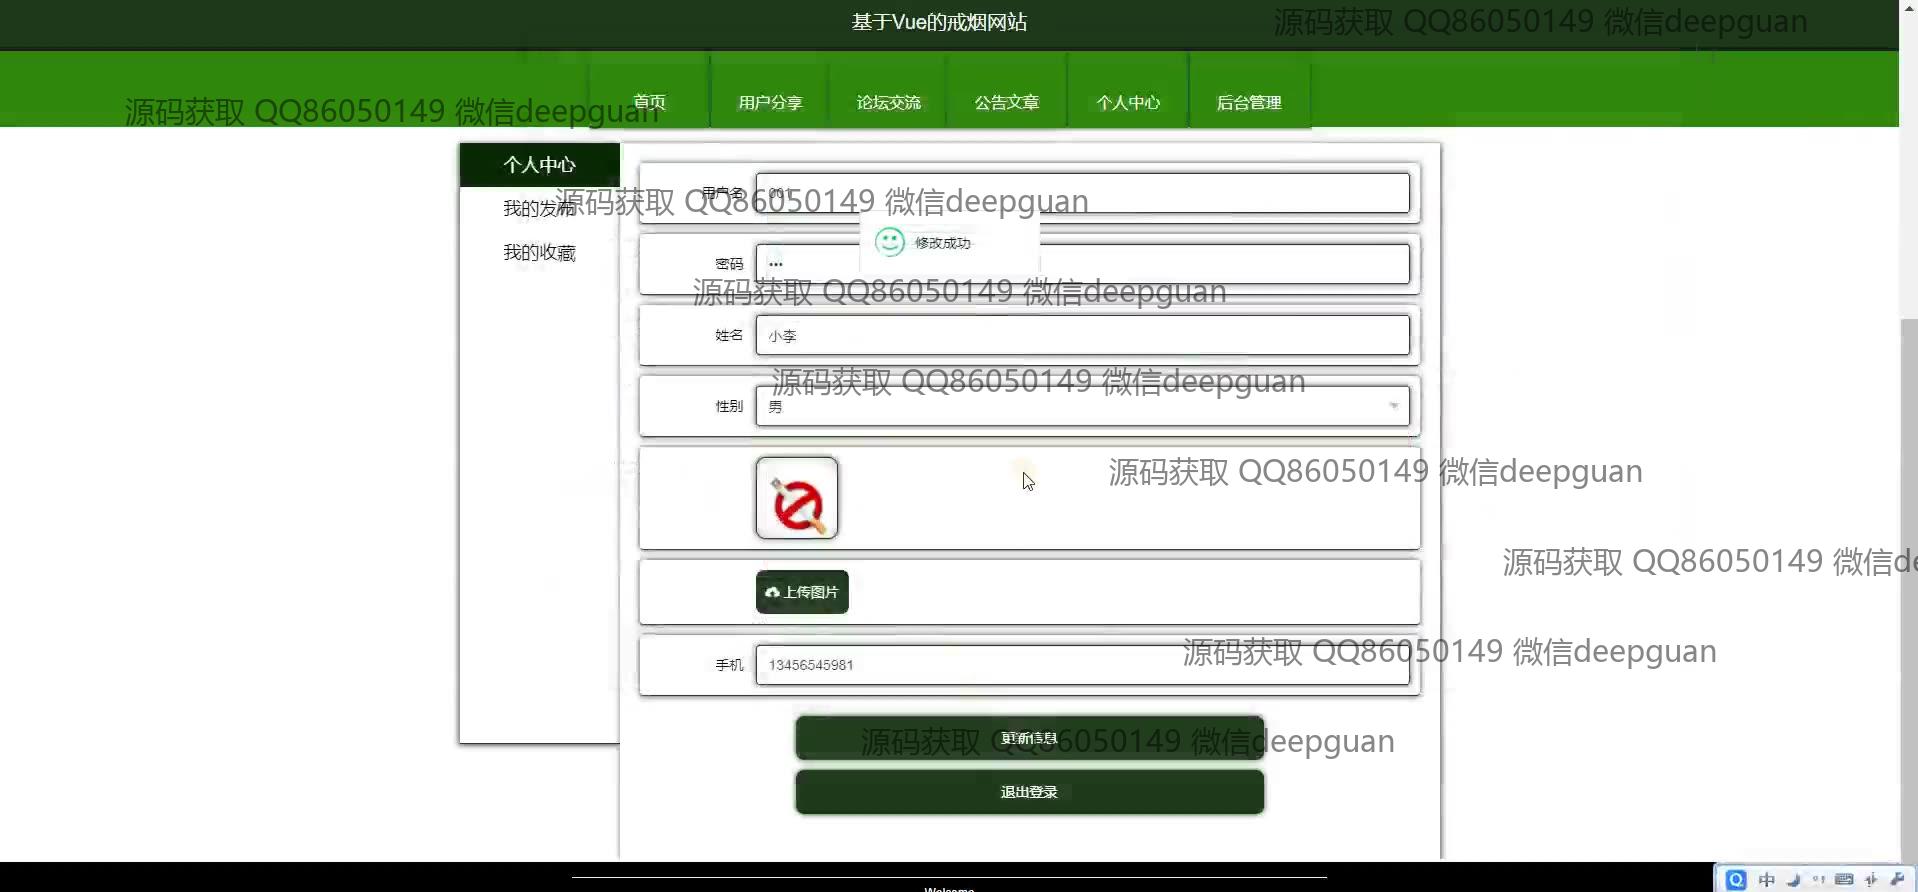 基于Vue的戒烟网站
源码获取 QQ86050149 微信deepguan
首页
用户分享
论坛交流
公告文章
个人中心
后台管理
源码获取 QQ86050149 微信deepguan
个人中心
我的发布
我的收藏
用户名
001
源码获取 QQ86050149 微信deepguan
修改成功
密码
•••
源码获取 QQ86050149 微信deepguan
姓名
小李
源码获取 QQ86050149 微信deepguan
性别
男
源码获取 QQ86050149 微信deepguan
源码获取 QQ86050149 微信de
上传图片
源码获取 QQ86050149 微信deepguan
手机
13456545981
更新信息
源码获取 QQ86050149 微信deepguan
退出登录
Welcome
中